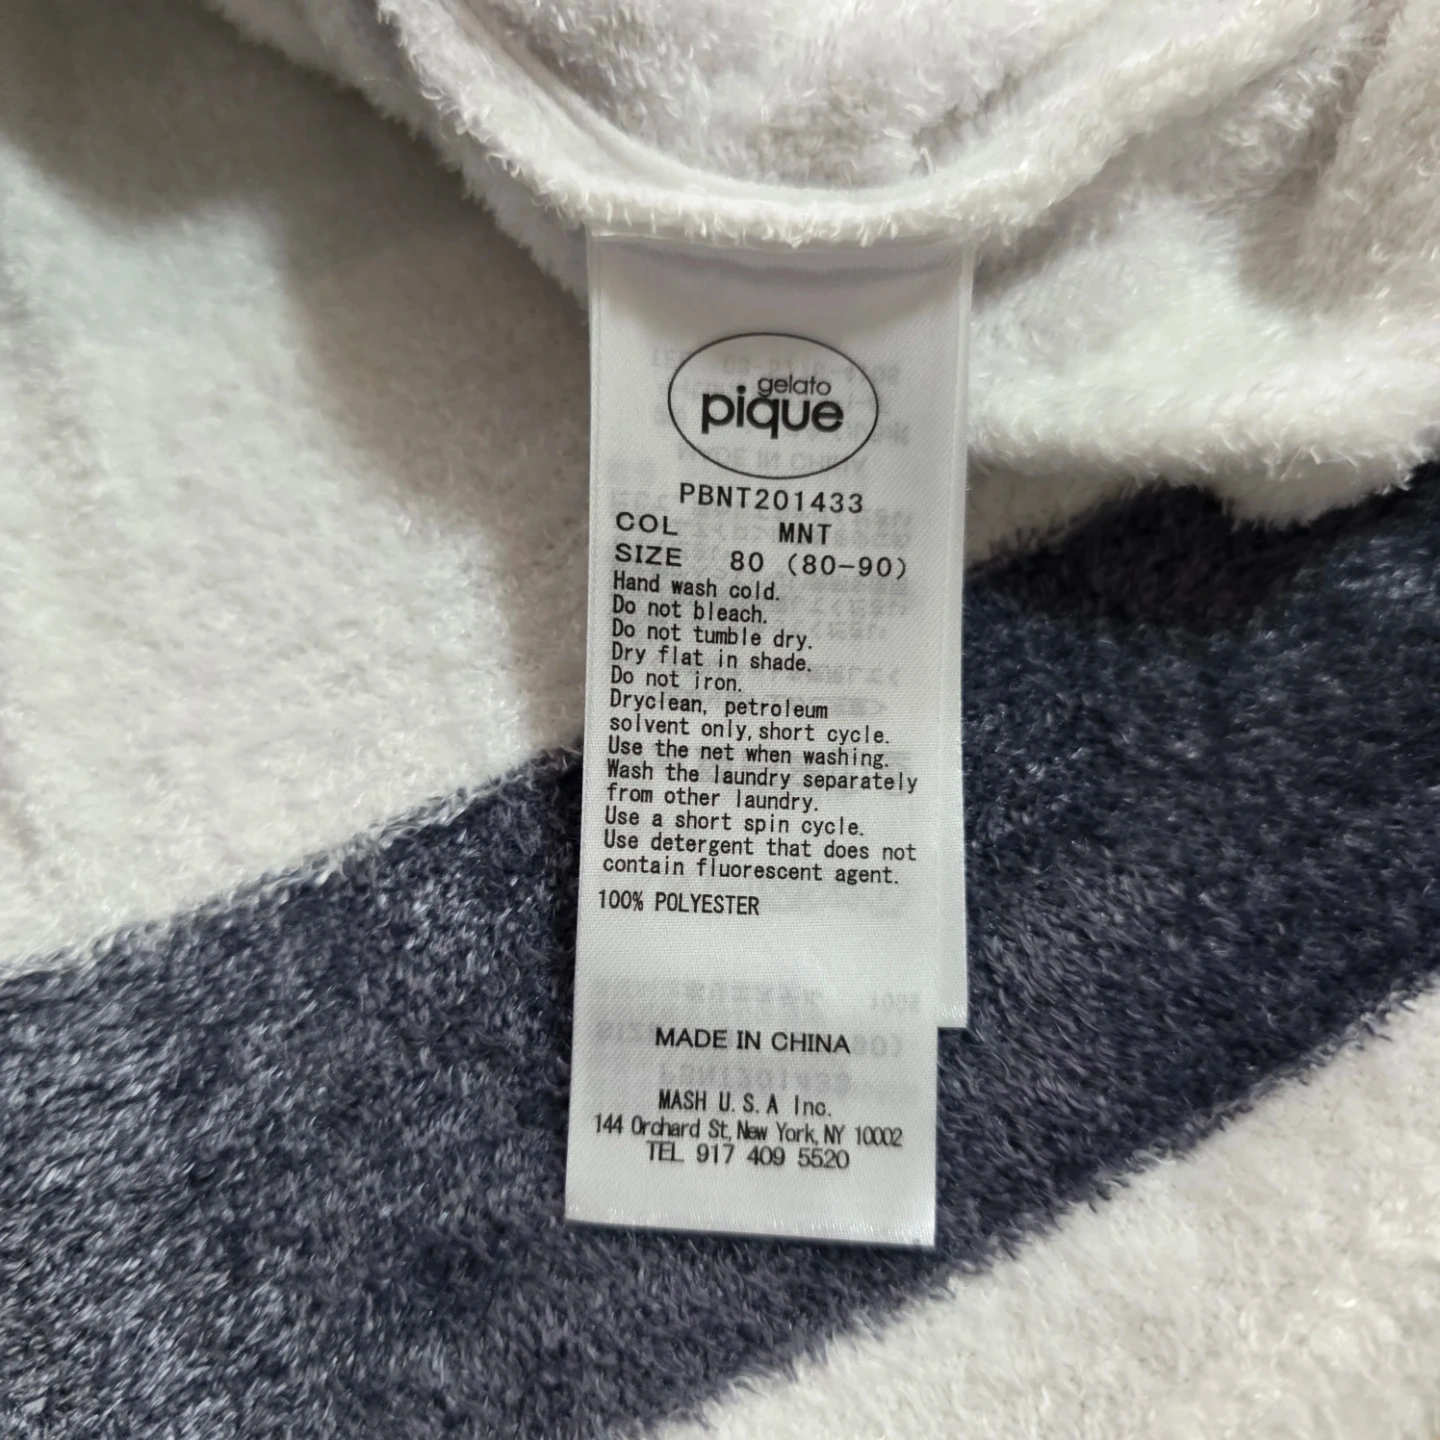 gelato
pique
PBNT201433
COL MNT
SIZE 80 (80-90)
Hand wash cold.
Do not bleach.
Do not tumble dry.
Dry flat in shade.
Do not iron.
Dryclean, petroleum
solvent only, short cycle.
Use the net when washing.
Wash the laundry separately
from other laundry.
Use a short spin cycle.
Use detergent that does not
contain fluorescent agent.
100% POLYESTER
MADE IN CHINA
MASH U.S.A Inc.
144 Orchard St, New York, NY 10002
TEL 917 409 5520